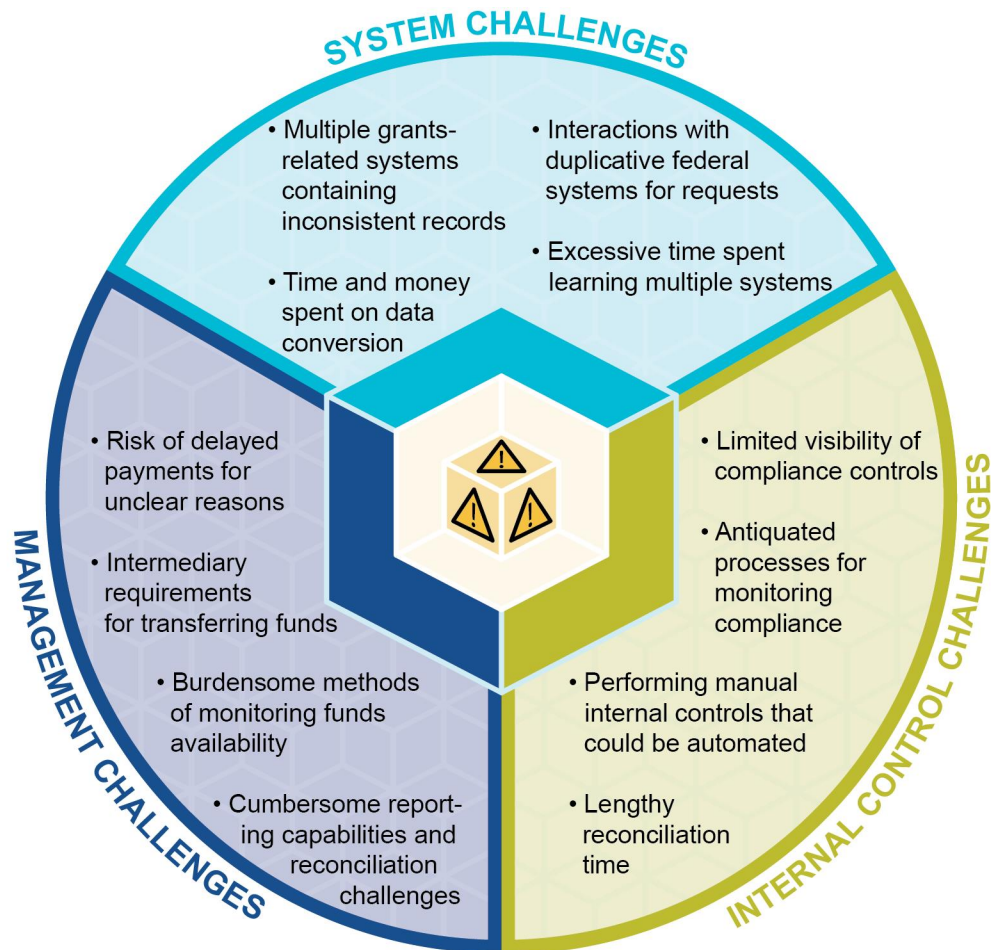 SYSTEM CHALLENGES
• Multiple grants-
related systems
containing
inconsistent records
• Time and money
spent on data
conversion
• Interactions with
duplicative federal
systems for requests
• Excessive time spent
learning multiple systems
MANAGEMENT CHALLENGES
• Risk of delayed
payments for
unclear reasons
• Intermediary
requirements
for transferring funds
• Burdensome methods
of monitoring funds
availability
• Cumbersome report-
ing capabilities and
reconciliation
challenges
INTERNAL CONTROL CHALLENGES
• Limited visibility of
compliance controls
• Antiquated
processes for
monitoring
compliance
• Performing manual
internal controls that
could be automated
• Lengthy
reconciliation
time
!
!
!